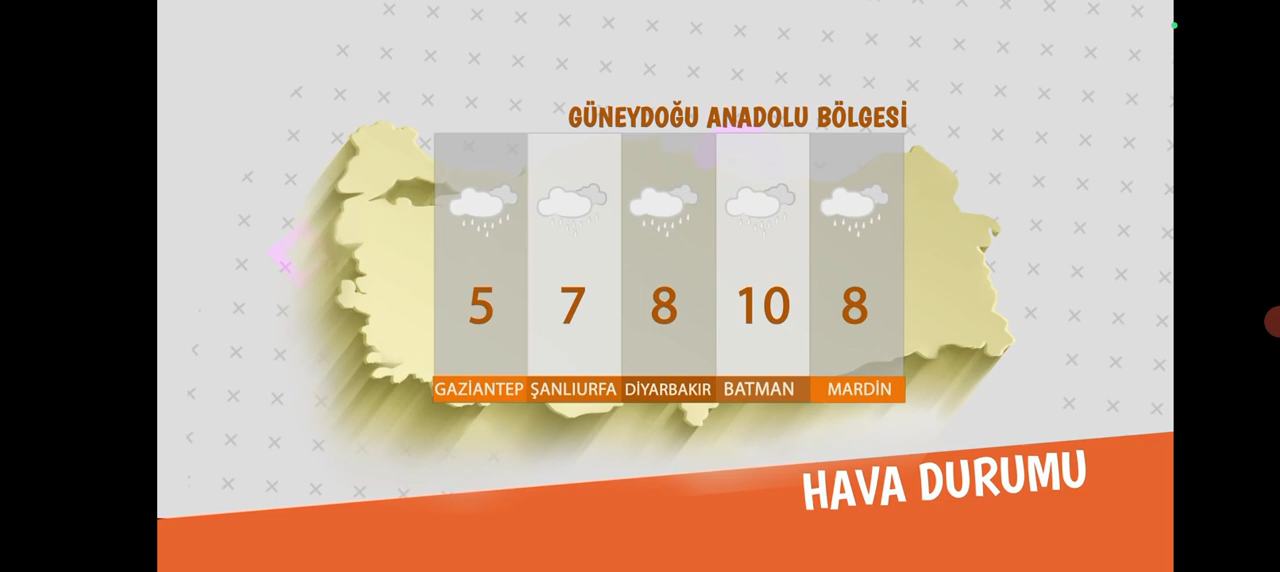 GÜNEYDOĞU ANADOLU BÖLGESİ
5 7 8 10 8
GAZİANTEP ŞANLIURFA DİYARBAKIR BATMAN MARDİN
HAVA DURUMU